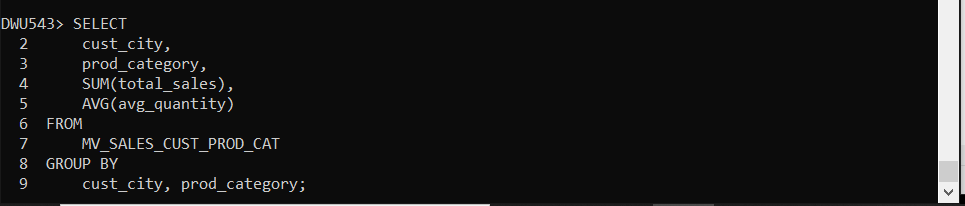 DWU543> SELECT
  2      cust_city,
  3      prod_category,
  4      SUM(total_sales),
  5      AVG(avg_quantity)
  6  FROM
  7      MV_SALES_CUST_PROD_CAT
  8  GROUP BY
  9      cust_city, prod_category;